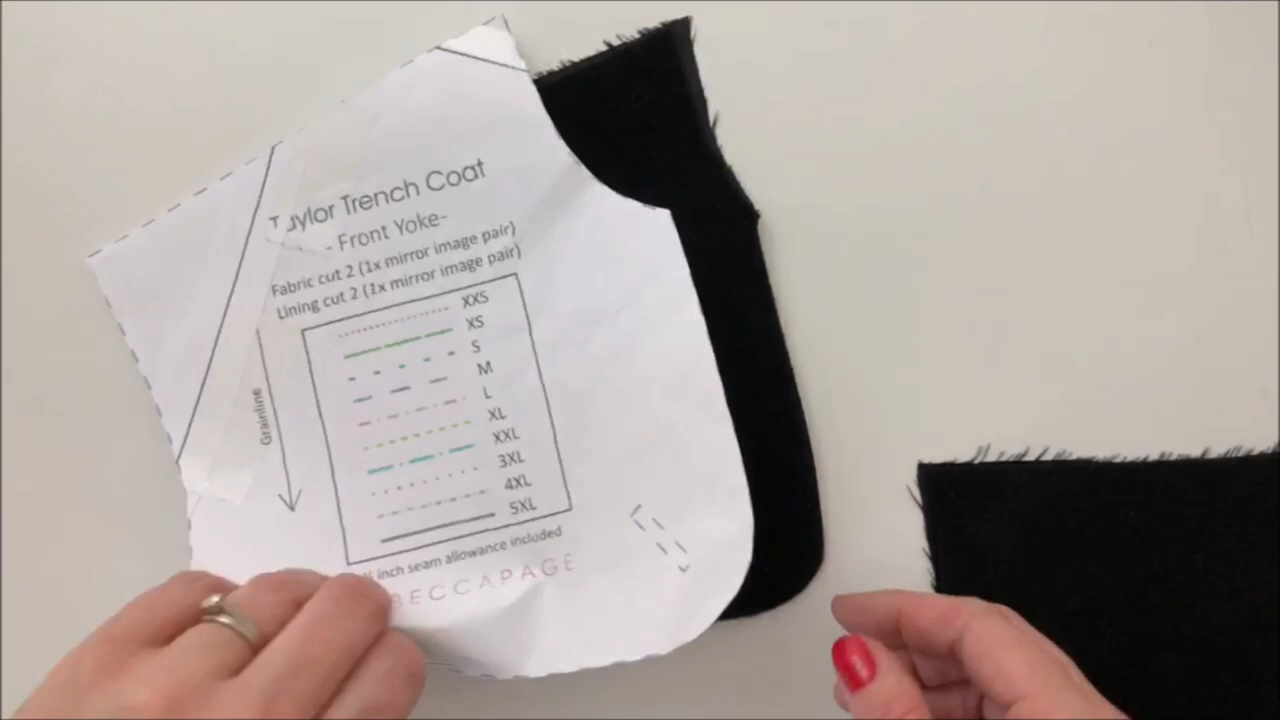 Taylor Trench Coat
- Front Yoke-
Fabric cut 2 (1x mirror image pair)
Lining cut 2 (1x mirror image pair)
XXS
XS
S
M
L
XL
XXL
3XL
4XL
5XL
Grainline
inch seam allowance included
BECCAPAGE